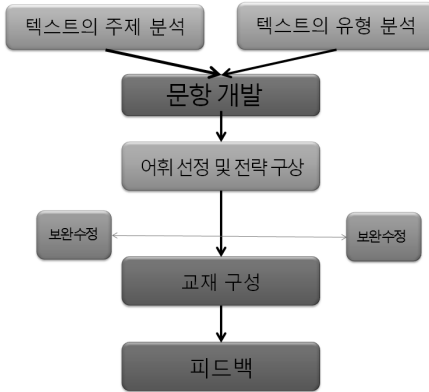 텍스트의 주제 분석
텍스트의 유형 분석
문항 개발
어휘 선정 및 전략 구상
보완수정
보완수정
교재 구성
피드백